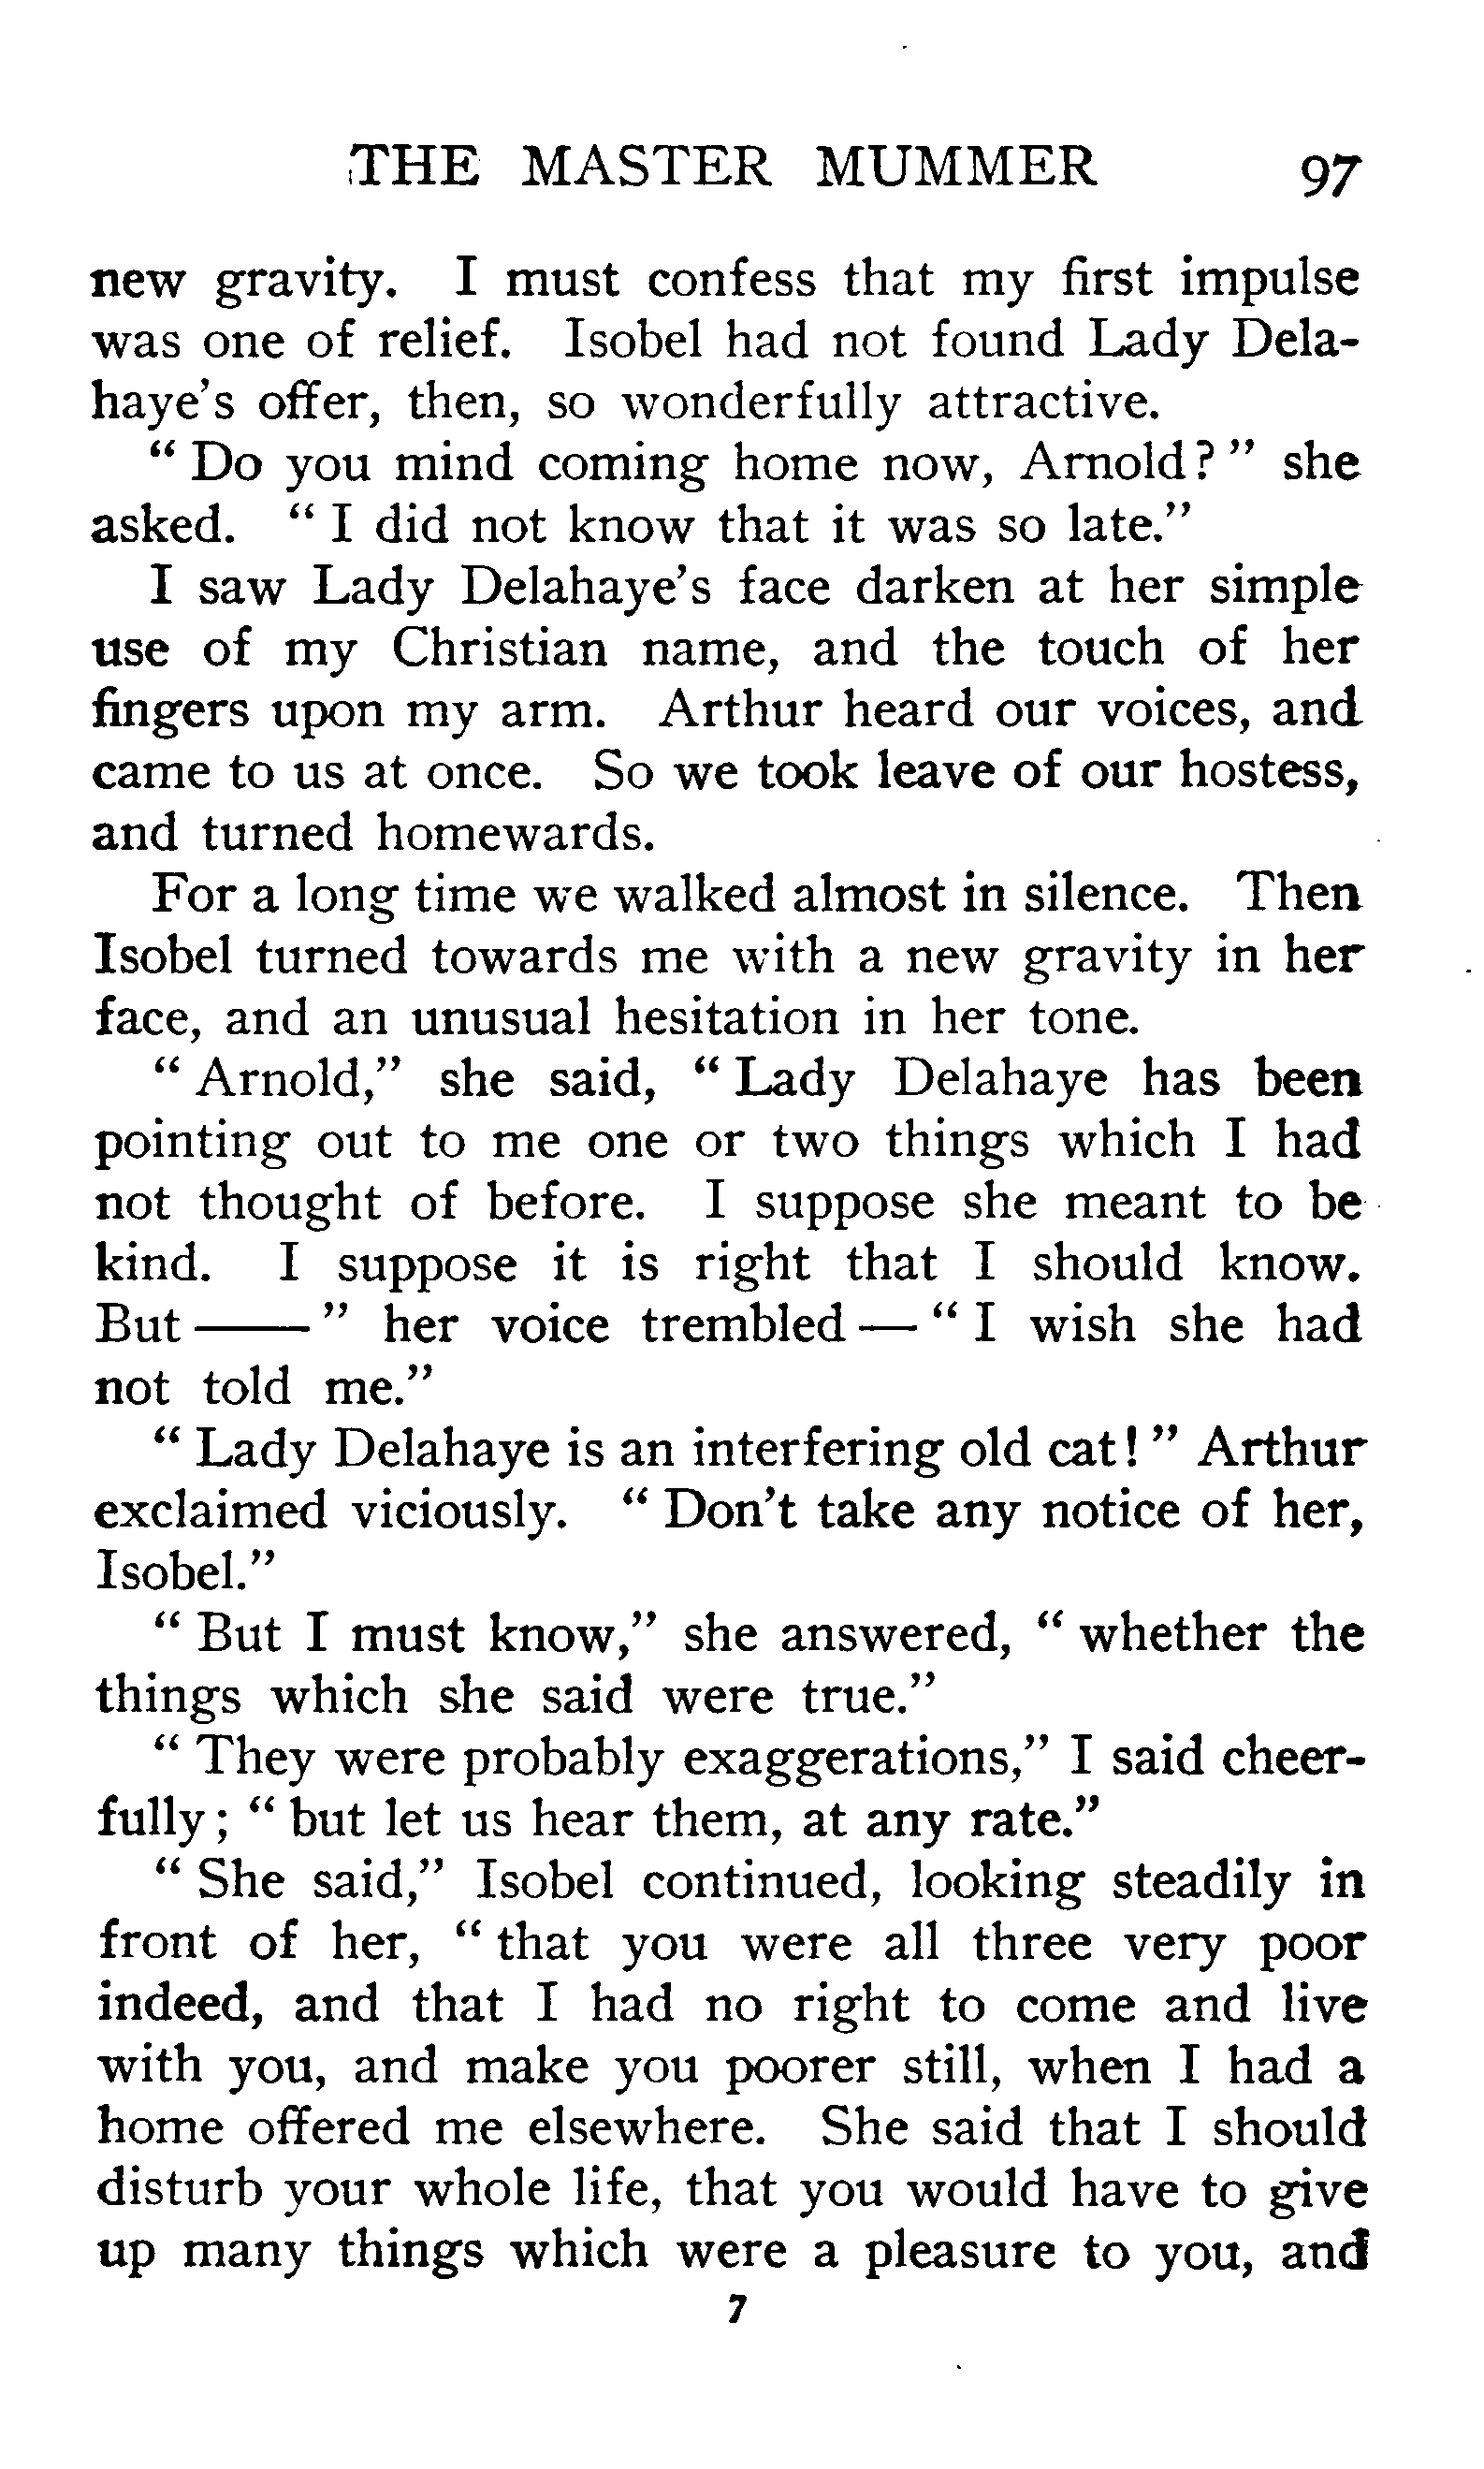 THE MASTER MUMMER 97
new gravity. I must confess that my first impulse
was one of relief. Isobel had not found Lady Dela-
haye's offer, then, so wonderfully attractive.
" Do you mind coming home now, Arnold? " she
asked. " I did not know that it was so late."
I saw Lady Delahaye's face darken at her simple
use of my Christian name, and the touch of her
fingers upon my arm. Arthur heard our voices, and
came to us at once. So we took leave of our hostess,
and turned homewards.
For a long time we walked almost in silence. Then
Isobel turned towards me with a new gravity in her
face, and an unusual hesitation in her tone.
" Arnold," she said, " Lady Delahaye has been
pointing out to me one or two things which I had
not thought of before. I suppose she meant to be
kind. I suppose it is right that I should know.
But —— " her voice trembled — " I wish she had
not told me."
" Lady Delahaye is an interfering old cat! " Arthur
exclaimed viciously. " Don't take any notice of her,
Isobel."
" But I must know," she answered, " whether the
things which she said were true."
" They were probably exaggerations," I said cheer-
fully; " but let us hear them, at any rate."
" She said," Isobel continued, looking steadily in
front of her, " that you were all three very poor
indeed, and that I had no right to come and live
with you, and make you poorer still, when I had a
home offered me elsewhere. She said that I should
disturb your whole life, that you would have to give
up many things which were a pleasure to you, and
7